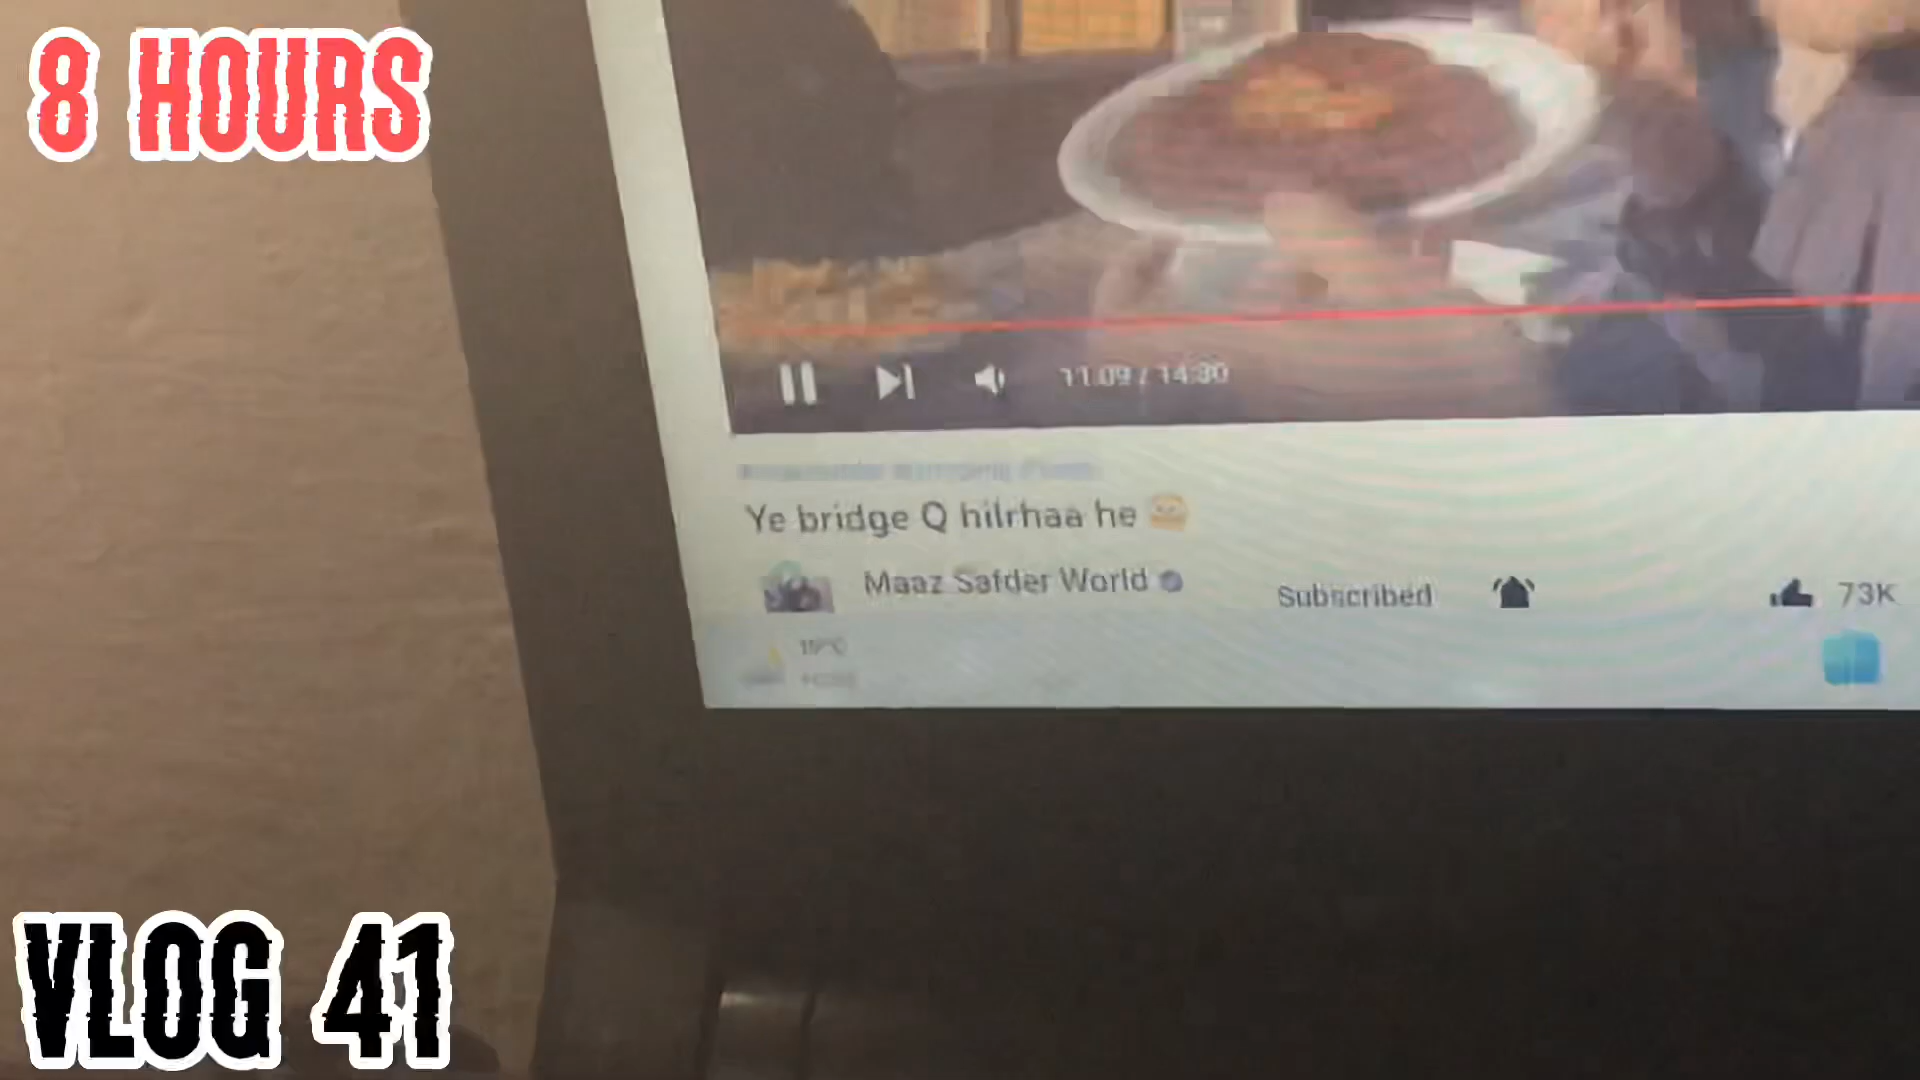 8 HOURS
11:09 / 14:30
Ye bridge Q hilrhaa he
Maaz Safder World
Subscribed
73K
VLOG 41